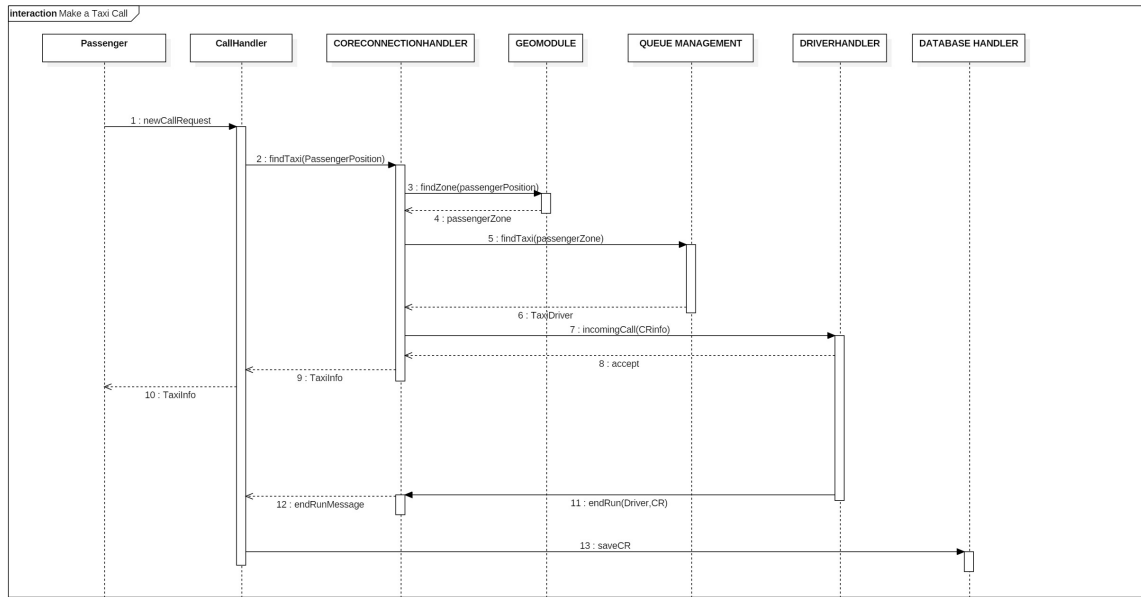 interaction Make a Taxi Call
Passenger
CallHandler
CORECONNECTIONHANDLER
GEOMODULE
QUEUE MANAGEMENT
DRIVERHANDLER
DATABASE HANDLER
1 : newCallRequest
2 : findTaxi(PassengerPosition)
3 : findZone(passengerPosition)
4 : passengerZone
5 : findTaxi(passengerZone)
6 : TaxiDriver
7 : incomingCall(CRinfo)
8 : accept
9 : TaxiInfo
10 : TaxiInfo
11 : endRun(Driver,CR)
12 : endRunMessage
13 : saveCR